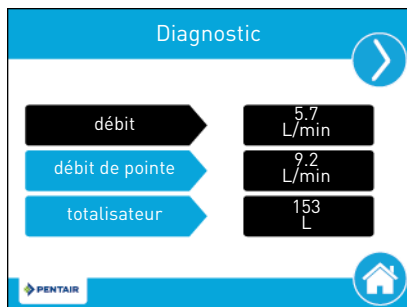 Diagnostic
débit
5.7
L/min
débit de pointe
9.2
L/min
totalisateur
153
L
PENTAIR